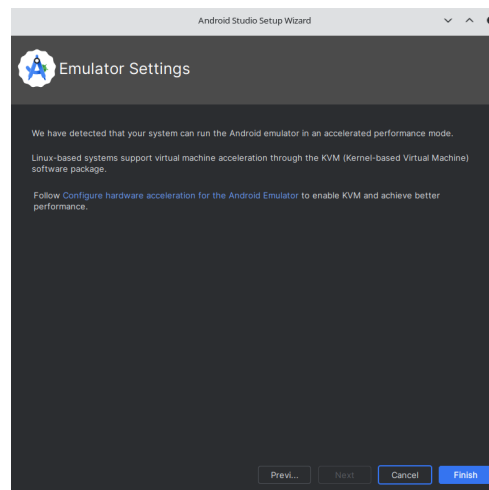 Android Studio Setup Wizard
Emulator Settings
We have detected that your system can run the Android emulator in an accelerated performance mode.
Linux-based systems support virtual machine acceleration through the KVM (Kernel-based Virtual Machine)
software package.
Follow Configure hardware acceleration for the Android Emulator to enable KVM and achieve better
performance.
Previ... Next Cancel Finish